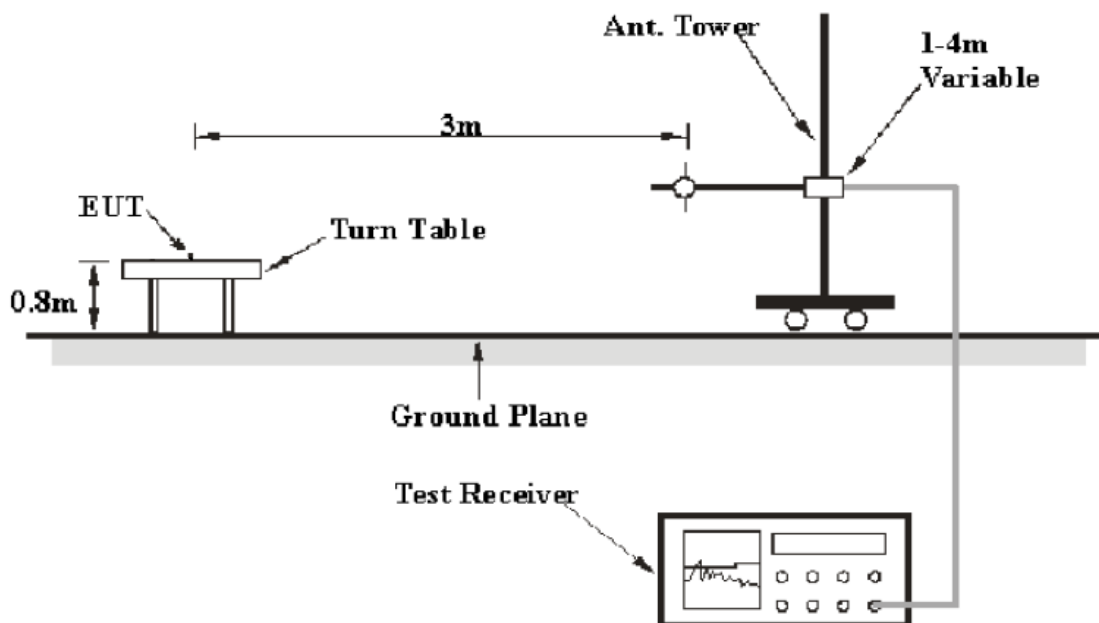 Ant. Tower
1-4m
Variable
3m
EUT
Turn Table
0.8m
Ground Plane
Test Receiver